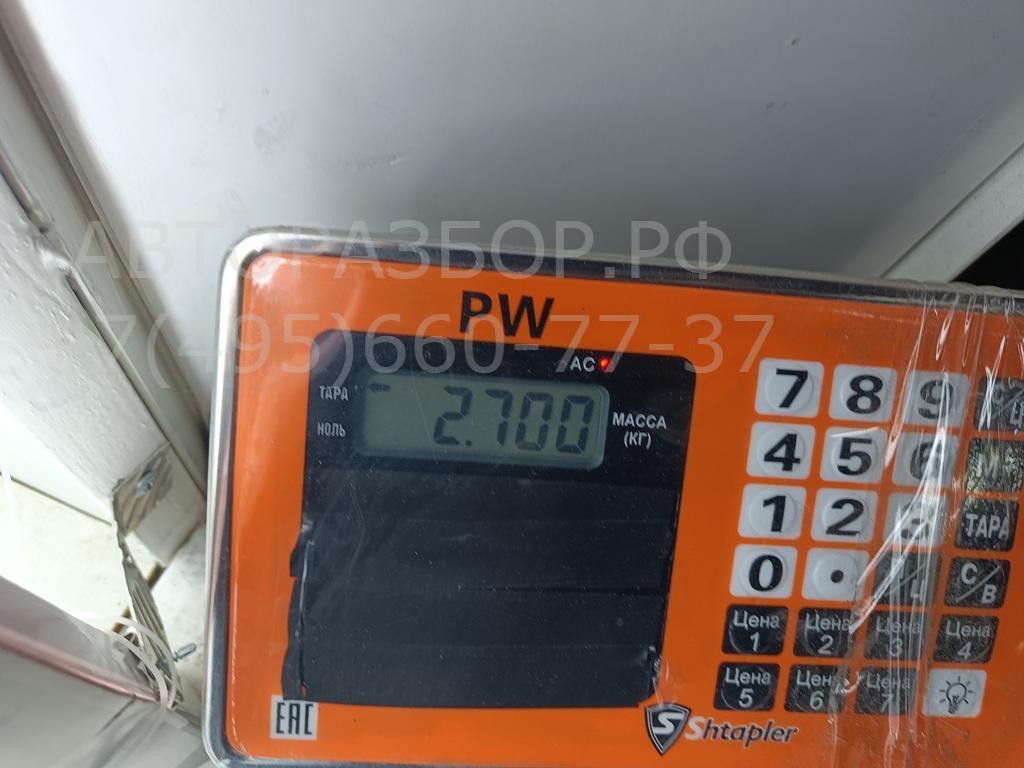 АВТОРАЗБОР.РФ
7(495)660-77-37
PW
AC
ТАРА
НОЛЬ
2.700
МАССА
(КГ)
7 8 9
4 5 6 М
1 2 3 ТАРА
0 . Ч С/В
Цена 1 Цена 2 Цена 3 Цена 4
Цена 5 Цена 6 Цена 7
EAC
S Shtapler